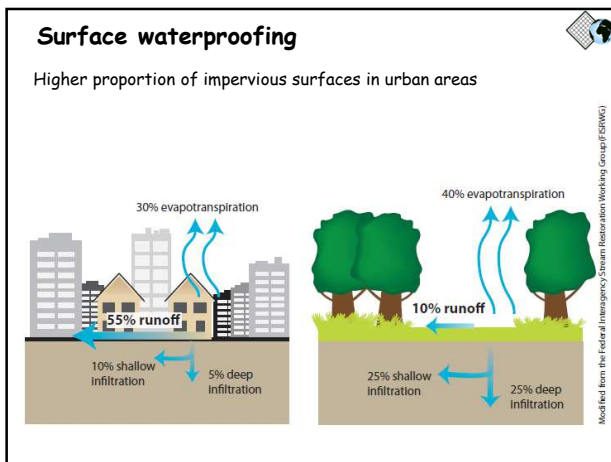 Surface waterproofing
Higher proportion of impervious surfaces in urban areas
30% evapotranspiration
55% runoff
10% shallow
infiltration
5% deep
infiltration
40% evapotranspiration
10% runoff
25% shallow
infiltration
25% deep
infiltration
Modified from the Federal Interagency Stream Restoration Working Group (FISRWG)